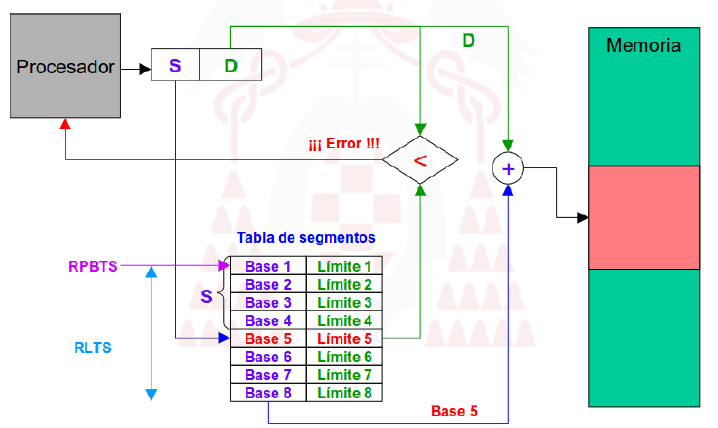 Procesador
S D
D
Memoria
¡¡¡ Error !!!
<
+
Tabla de segmentos
RPBTS
Base 1 Límite 1
Base 2 Límite 2
S
Base 3 Límite 3
Base 4 Límite 4
Base 5 Límite 5
RLTS
Base 6 Límite 6
Base 7 Límite 7
Base 8 Límite 8
Base 5